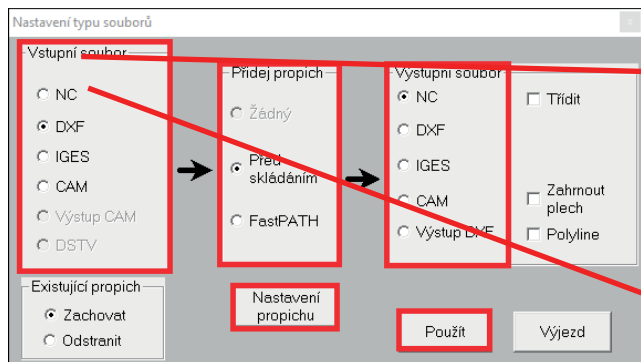 Nastavení typu souborů
Vstupní soubor
NC
DXF
IGES
CAM
Výstup CAM
DSTV
Existující propich
Zachovat
Odstranit
Přidej propich
Žádný
Před
skládáním
FastPATH
Nastavení
propichu
Výstupní soubor
NC
DXF
IGES
CAM
Výstup DXF
Třídit
Zahrnout
plech
Polyline
Použít
Výjezd